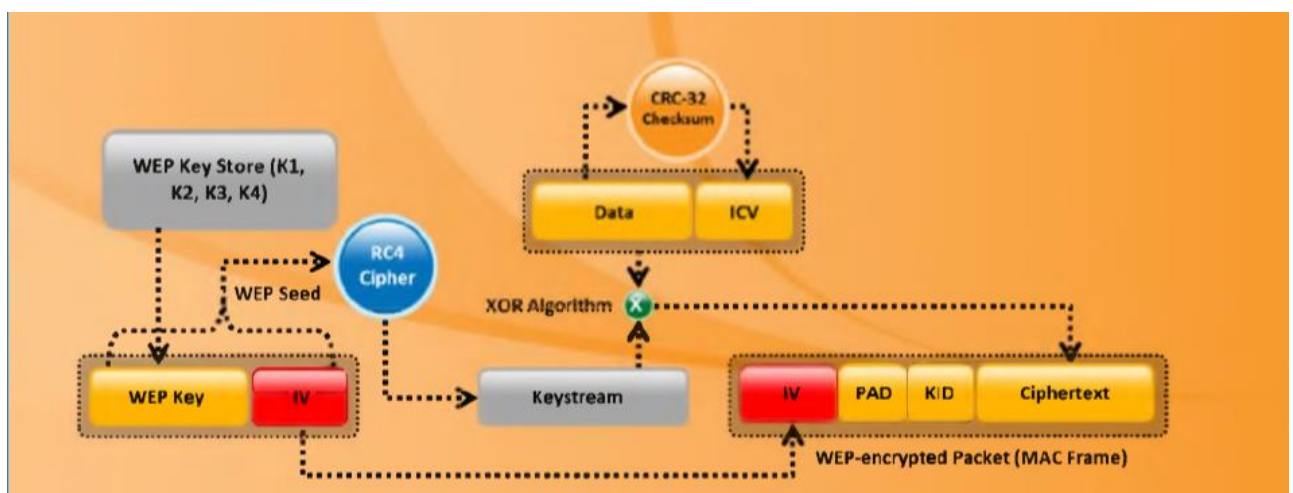 CRC-32
Checksum
WEP Key Store (K1,
K2, K3, K4)
Data
ICV
RC4
Cipher
WEP Seed
XOR Algorithm
X
WEP Key
IV
Keystream
IV
PAD
KID
Ciphertext
WEP-encrypted Packet (MAC Frame)